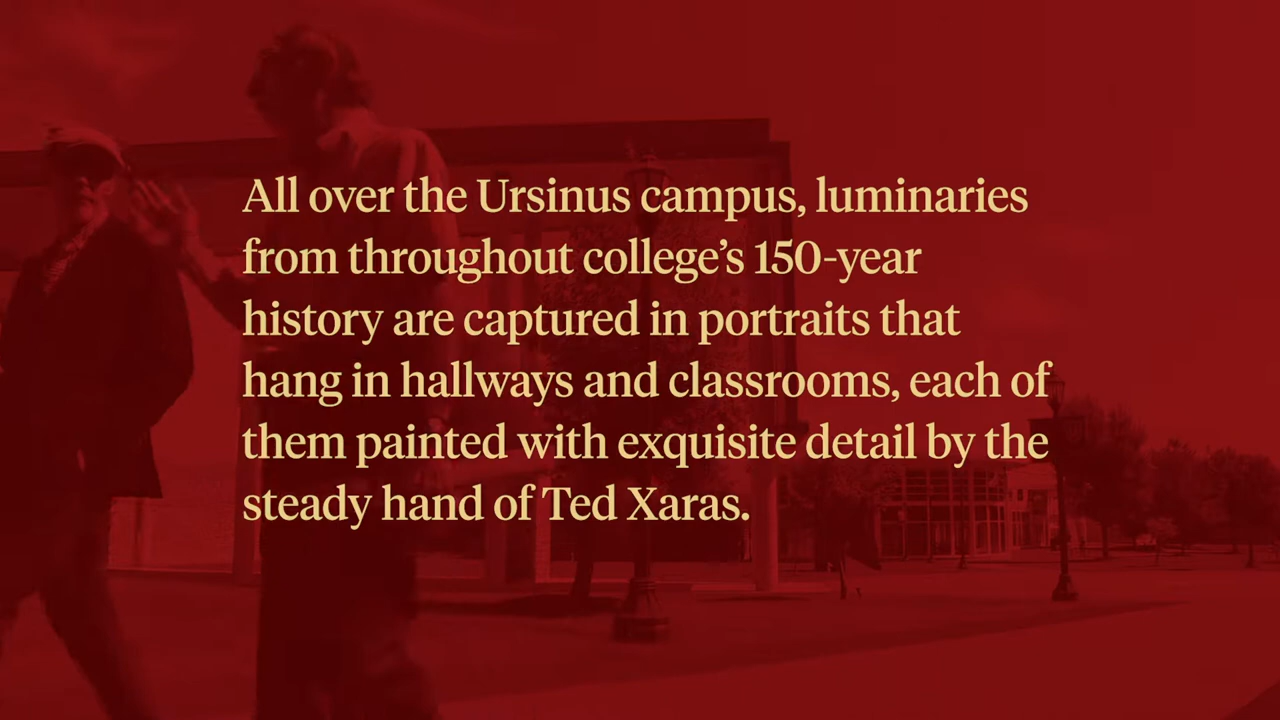 All over the Ursinus campus, luminaries
from throughout college’s 150-year
history are captured in portraits that
hang in hallways and classrooms, each of
them painted with exquisite detail by the
steady hand of Ted Xaras.